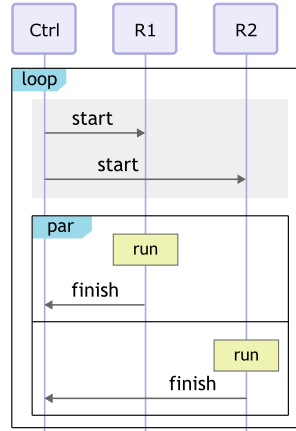 Ctrl R1 R2
loop
start
start
par
run
finish
run
finish